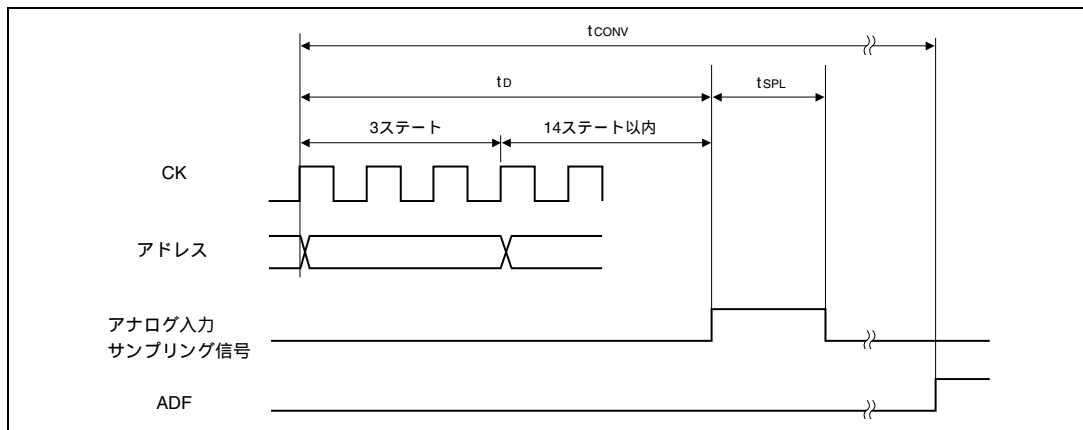 tCONV
tD
tSPL
3ステート
14ステート以内
CK
アドレス
アナログ入力
サンプリング信号
ADF